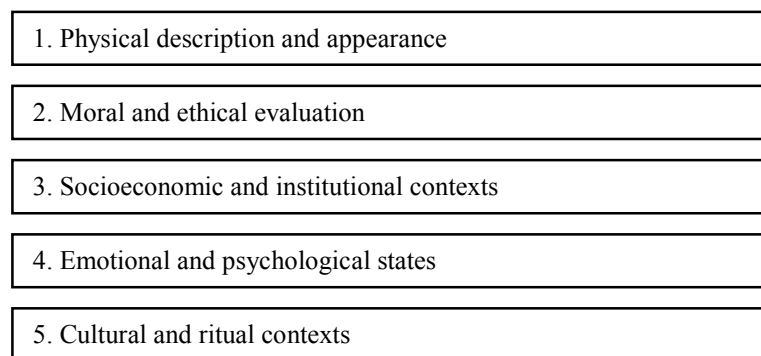 1. Physical description and appearance
2. Moral and ethical evaluation
3. Socioeconomic and institutional contexts
4. Emotional and psychological states
5. Cultural and ritual contexts